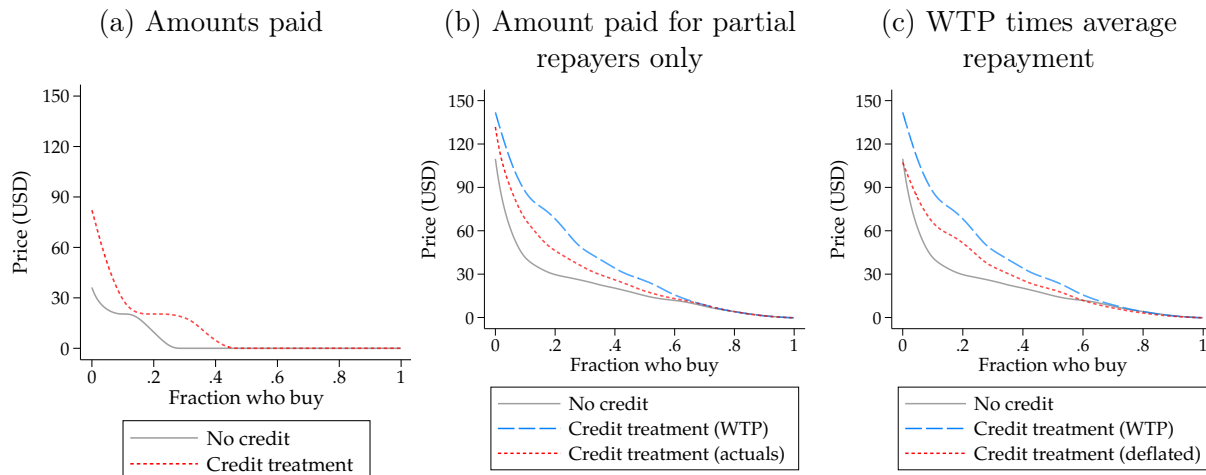 (a) Amounts paid
Price (USD)
150
120
90
60
30
0
0 .2 .4 .6 .8 1
Fraction who buy
No credit
Credit treatment
(b) Amount paid for partial
repayers only
Price (USD)
150
120
90
60
30
0
0 .2 .4 .6 .8 1
Fraction who buy
No credit
Credit treatment (WTP)
Credit treatment (actuals)
(c) WTP times average
repayment
Price (USD)
150
120
90
60
30
0
0 .2 .4 .6 .8 1
Fraction who buy
No credit
Credit treatment (WTP)
Credit treatment (deflated)